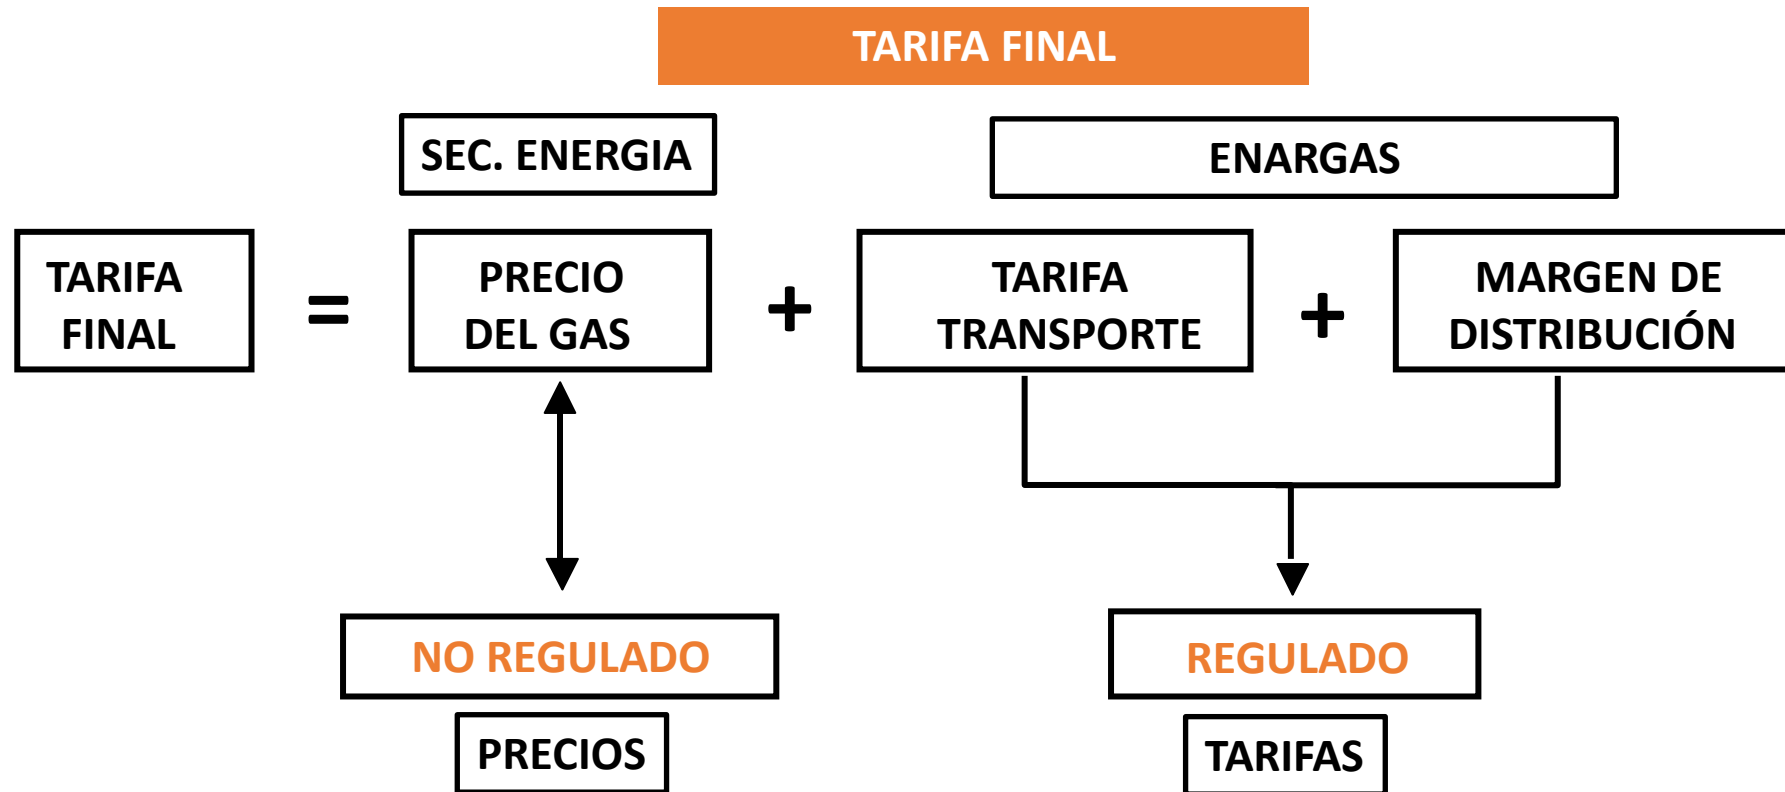 TARIFA FINAL
SEC. ENERGIA
ENARGAS
TARIFA
FINAL
=
PRECIO
DEL GAS
+
TARIFA
TRANSPORTE
+
MARGEN DE
DISTRIBUCIÓN
NO REGULADO
REGULADO
PRECIOS
TARIFAS